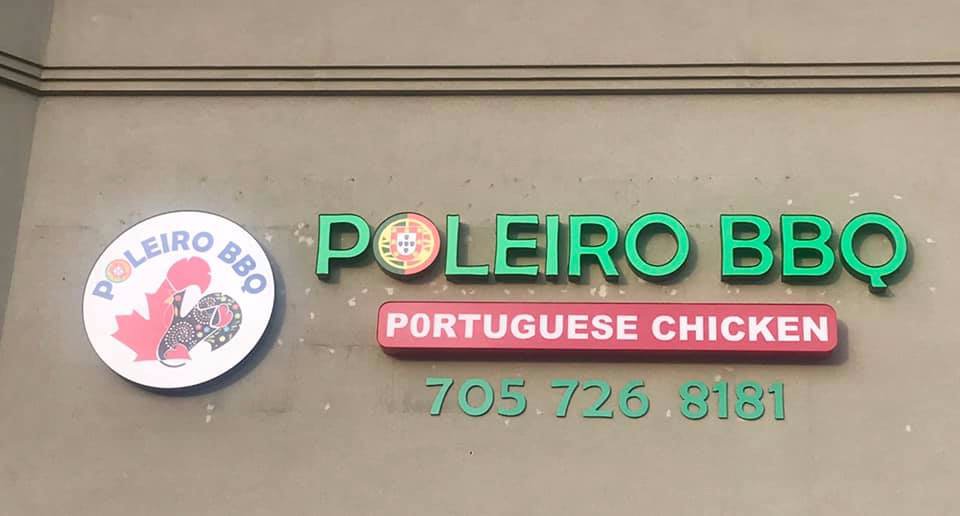 POLEIRO BBQ
POLEIRO BBQ
P0RTUGUESE CHICKEN
705 726 8181